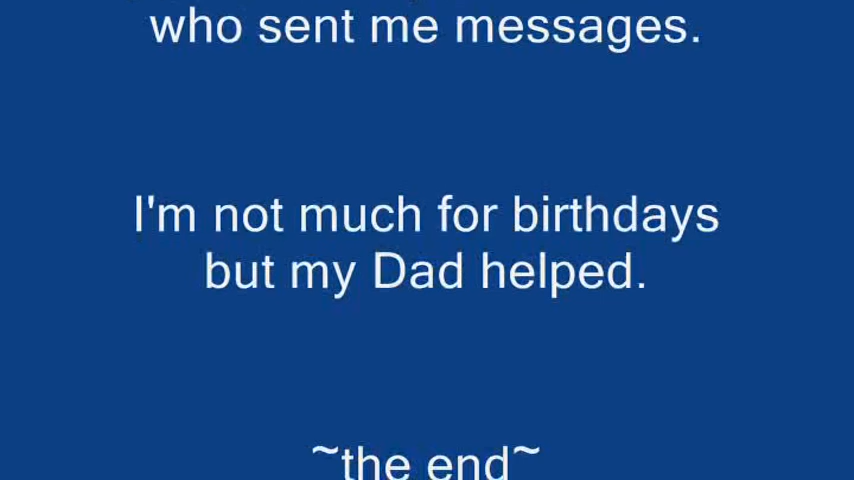 who sent me messages.
I'm not much for birthdays
but my Dad helped.
~the end~